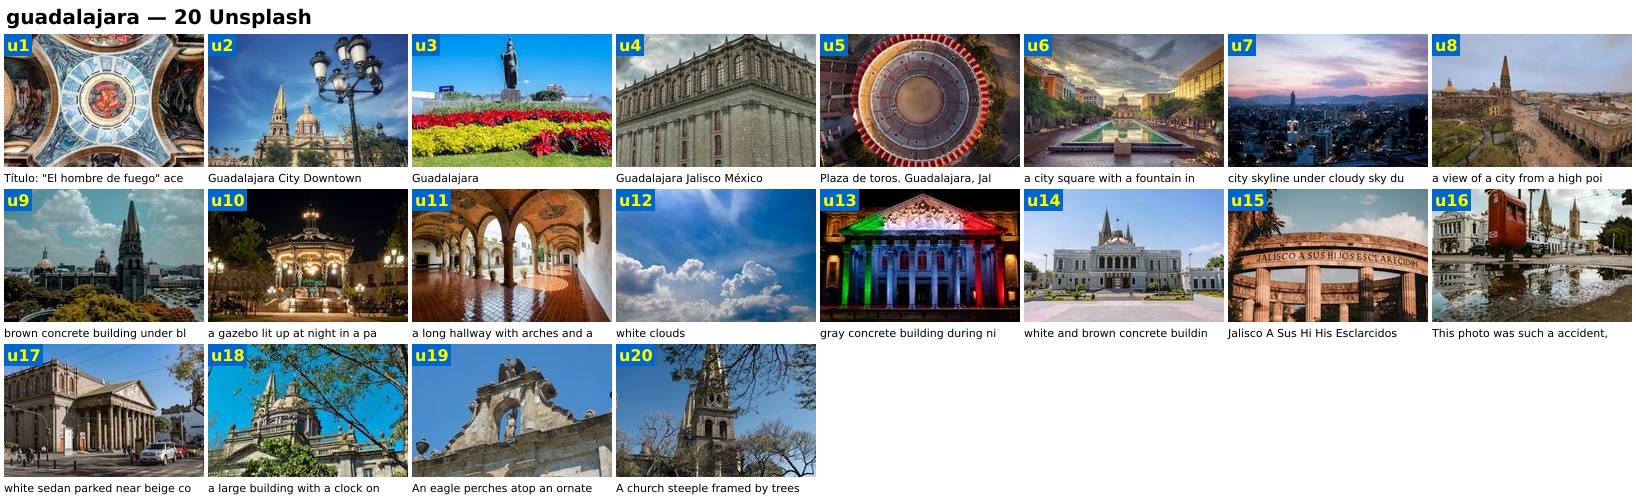 guadalajara — 20 Unsplash
u1
u2
u3
u4
u5
u6
u7
u8
Título: "El hombre de fuego" ace
Guadalajara City Downtown
Guadalajara
Guadalajara Jalisco México
Plaza de toros. Guadalajara, Jal
a city square with a fountain in
city skyline under cloudy sky du
a view of a city from a high poi
u9
u10
u11
u12
u13
u14
u15
JALISCO A SUS HIJOS ESCLARECIDOS
u16
brown concrete building under bl
a gazebo lit up at night in a pa
a long hallway with arches and a
white clouds
gray concrete building during ni
white and brown concrete buildin
Jalisco A Sus Hi His Esclarcidos
This photo was such a accident,
u17
u18
u19
u20
white sedan parked near beige co
a large building with a clock on
An eagle perches atop an ornate
A church steeple framed by trees